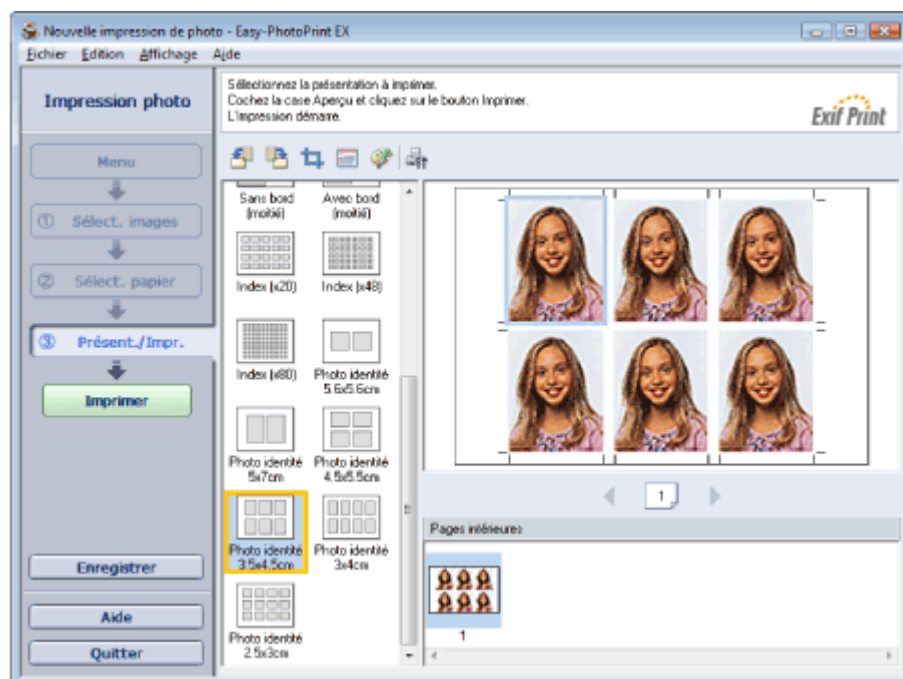 Nouvelle impression de photo - Easy-PhotoPrint EX
Fichier Edition Affichage Aide
Impression photo
Sélectionnez la présentation à imprimer.
Cochez la case Aperçu et cliquez sur le bouton Imprimer.
L'impression démarre.
Exif Print
Menu
① Sélect. images
② Sélect. papier
③ Présent./Impr.
Imprimer
Enregistrer
Aide
Quitter
Sans bord
(moitié)
Avec bord
(moitié)
Index (x20)
Index (x48)
Index (x80)
Photo identité
5.6x5.6cm
Photo identité
5x7cm
Photo identité
4.5x5.5cm
Photo identité
3.5x4.5cm
Photo identité
3x4cm
Photo identité
2.5x3cm
1
Pages intérieures
1